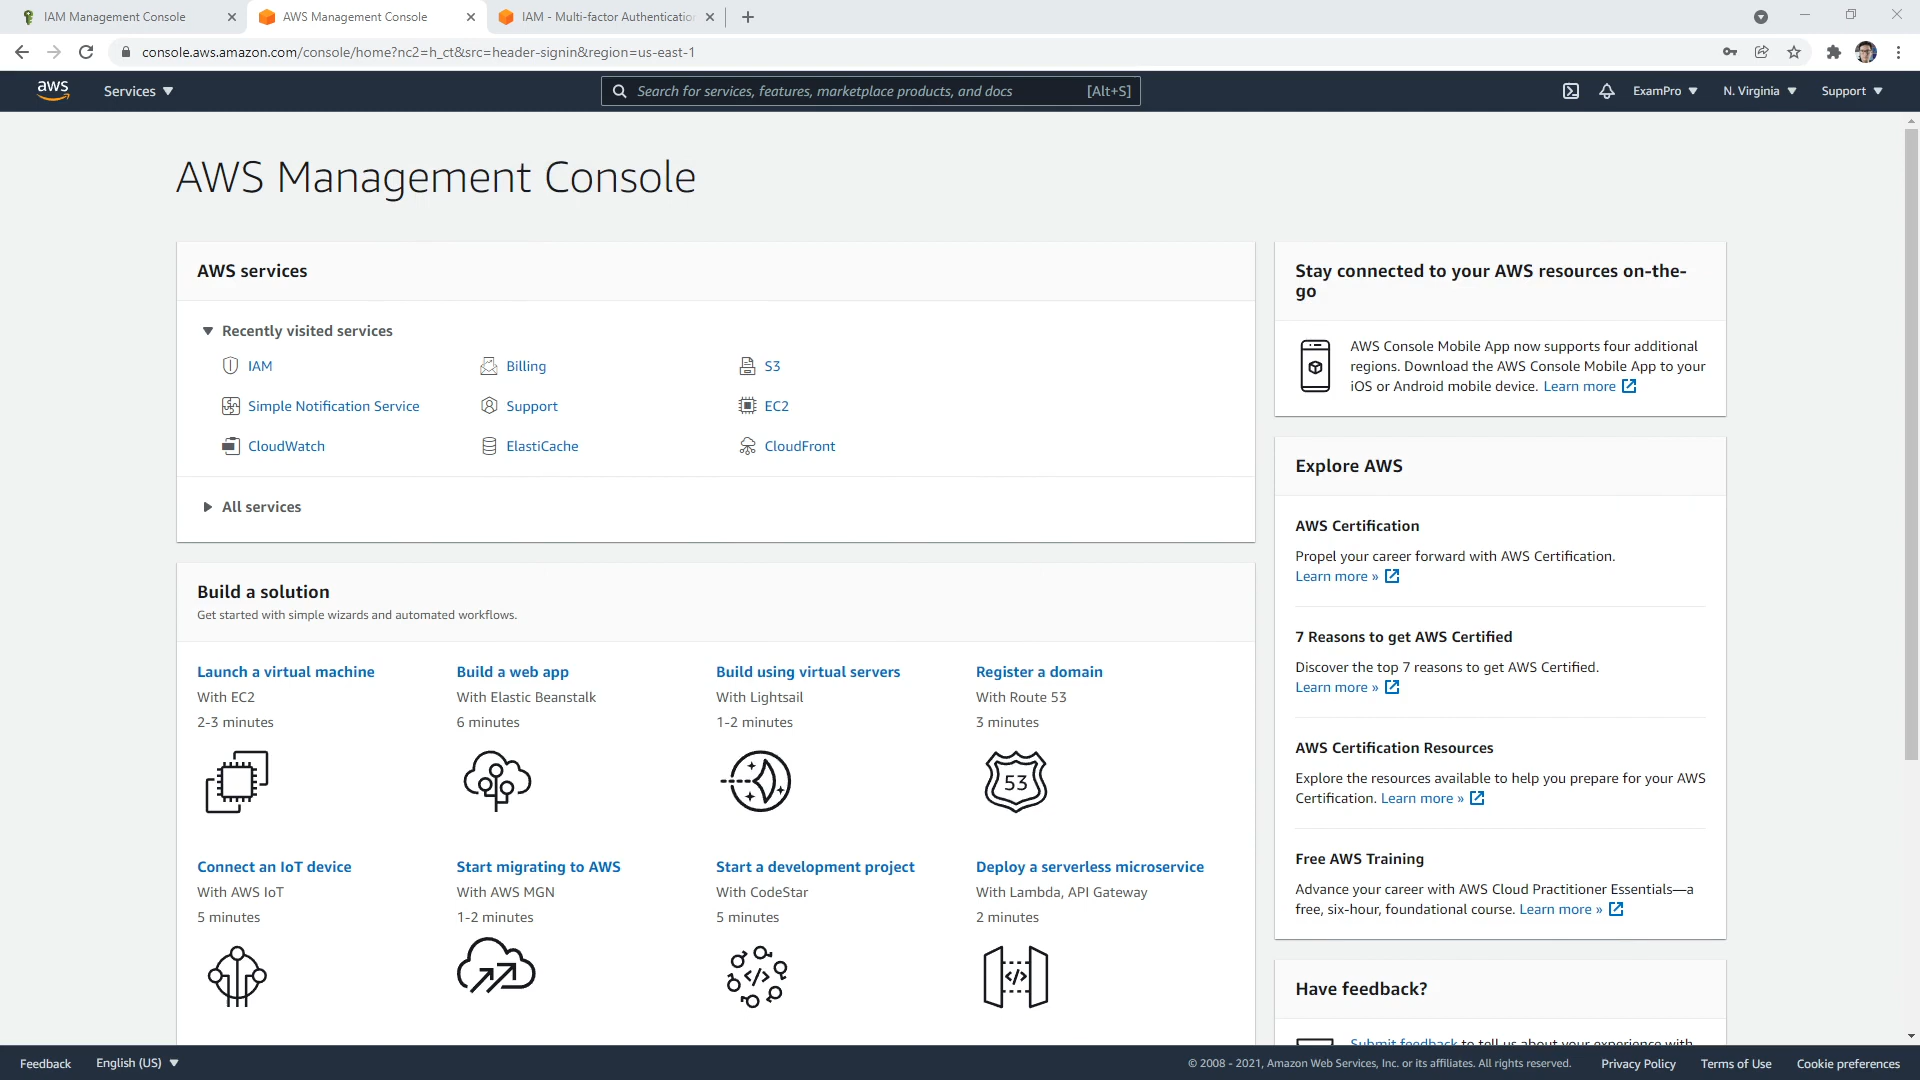 IAM Management Console
AWS Management Console
IAM - Multi-factor Authentication
console.aws.amazon.com/console/home?nc2=h_ct&src=header-signin&region=us-east-1
aws
Services
Search for services, features, marketplace products, and docs
[Alt+S]
ExamPro
N. Virginia
Support
AWS Management Console
AWS services
Recently visited services
IAM
Billing
S3
Simple Notification Service
Support
EC2
CloudWatch
ElastiCache
CloudFront
All services
Build a solution
Get started with simple wizards and automated workflows.
Launch a virtual machine
With EC2
2-3 minutes
Build a web app
With Elastic Beanstalk
6 minutes
Build using virtual servers
With Lightsail
1-2 minutes
Register a domain
With Route 53
3 minutes
53
Connect an IoT device
With AWS IoT
5 minutes
Start migrating to AWS
With AWS MGN
1-2 minutes
Start a development project
With CodeStar
5 minutes
</>
Deploy a serverless microservice
With Lambda, API Gateway
2 minutes
</>
Stay connected to your AWS resources on-the-
go
AWS Console Mobile App now supports four additional
regions. Download the AWS Console Mobile App to your
iOS or Android mobile device. Learn more
Explore AWS
AWS Certification
Propel your career forward with AWS Certification.
Learn more »
7 Reasons to get AWS Certified
Discover the top 7 reasons to get AWS Certified.
Learn more »
AWS Certification Resources
Explore the resources available to help you prepare for your AWS
Certification. Learn more »
Free AWS Training
Advance your career with AWS Cloud Practitioner Essentials—a
free, six-hour, foundational course. Learn more »
Have feedback?
Submit feedback to tell us about your experience with
Feedback
English (US)
© 2008 - 2021, Amazon Web Services, Inc. or its affiliates. All rights reserved.
Privacy Policy
Terms of Use
Cookie preferences